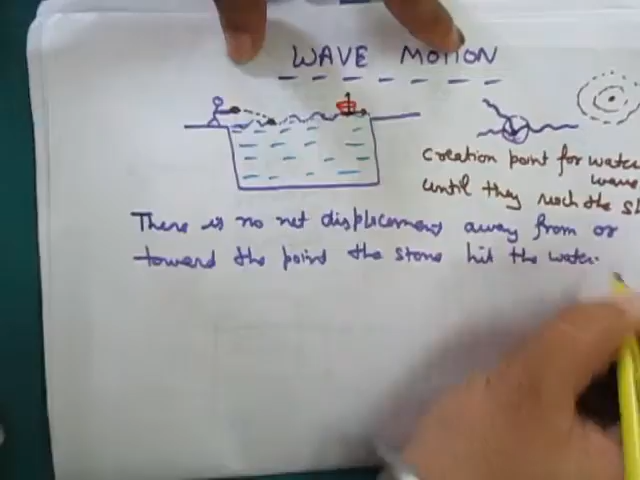 WAVE MOTION
creation point for water
wave
until they reach the
There is no net displacement away from or
toward the point the stone hit the water.